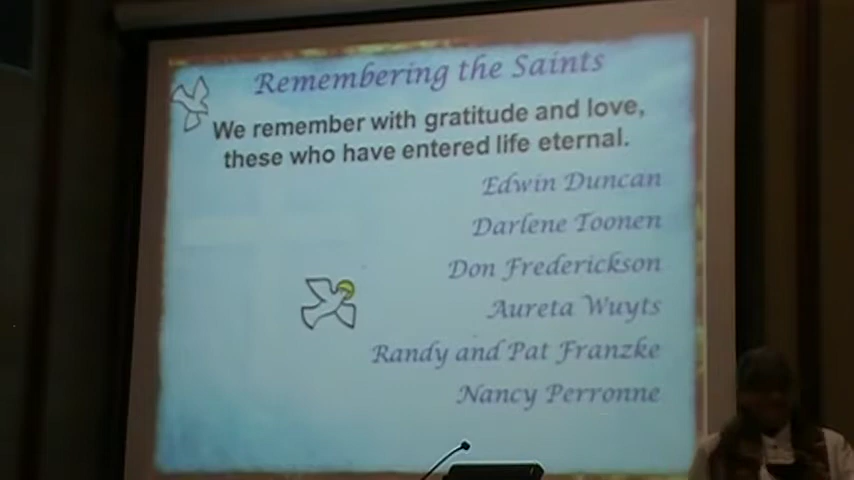 Remembering the Saints
We remember with gratitude and love,
these who have entered life eternal.
Edwin Duncan
Darlene Toonen
Don Frederickson
Aureta Wuyts
Randy and Pat Franzke
Nancy Perronne